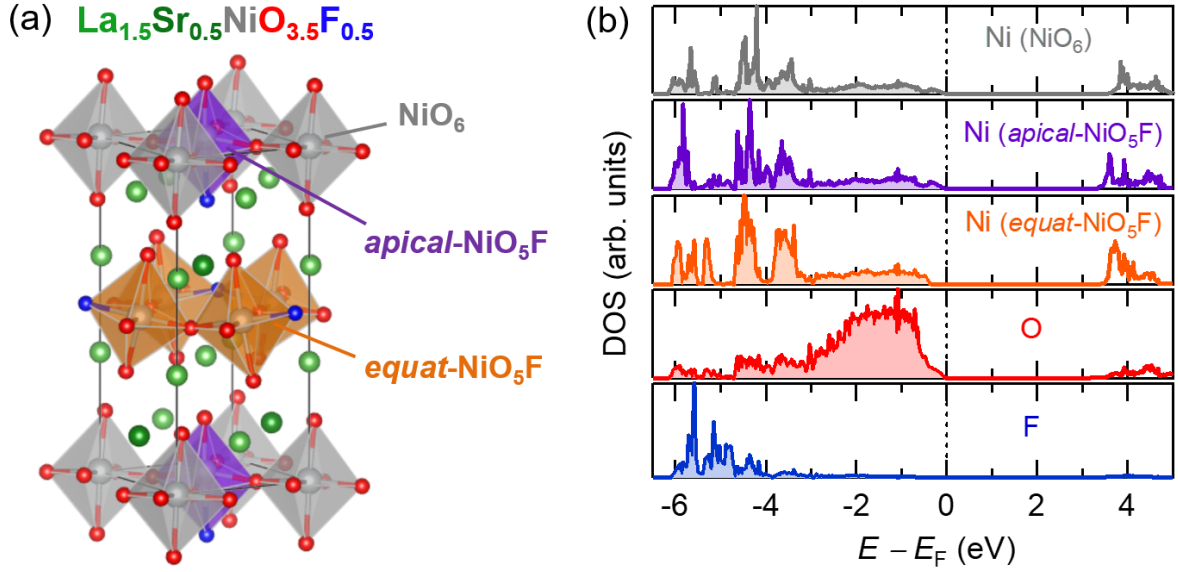 (a) La1.5Sr0.5NiO3.5F0.5
NiO6
apical-NiO5F
equat-NiO5F
(b)
DOS (arb. units)
Ni (NiO6)
Ni (apical-NiO5F)
Ni (equat-NiO5F)
O
F
-6 -4 -2 0 2 4
E – EF (eV)